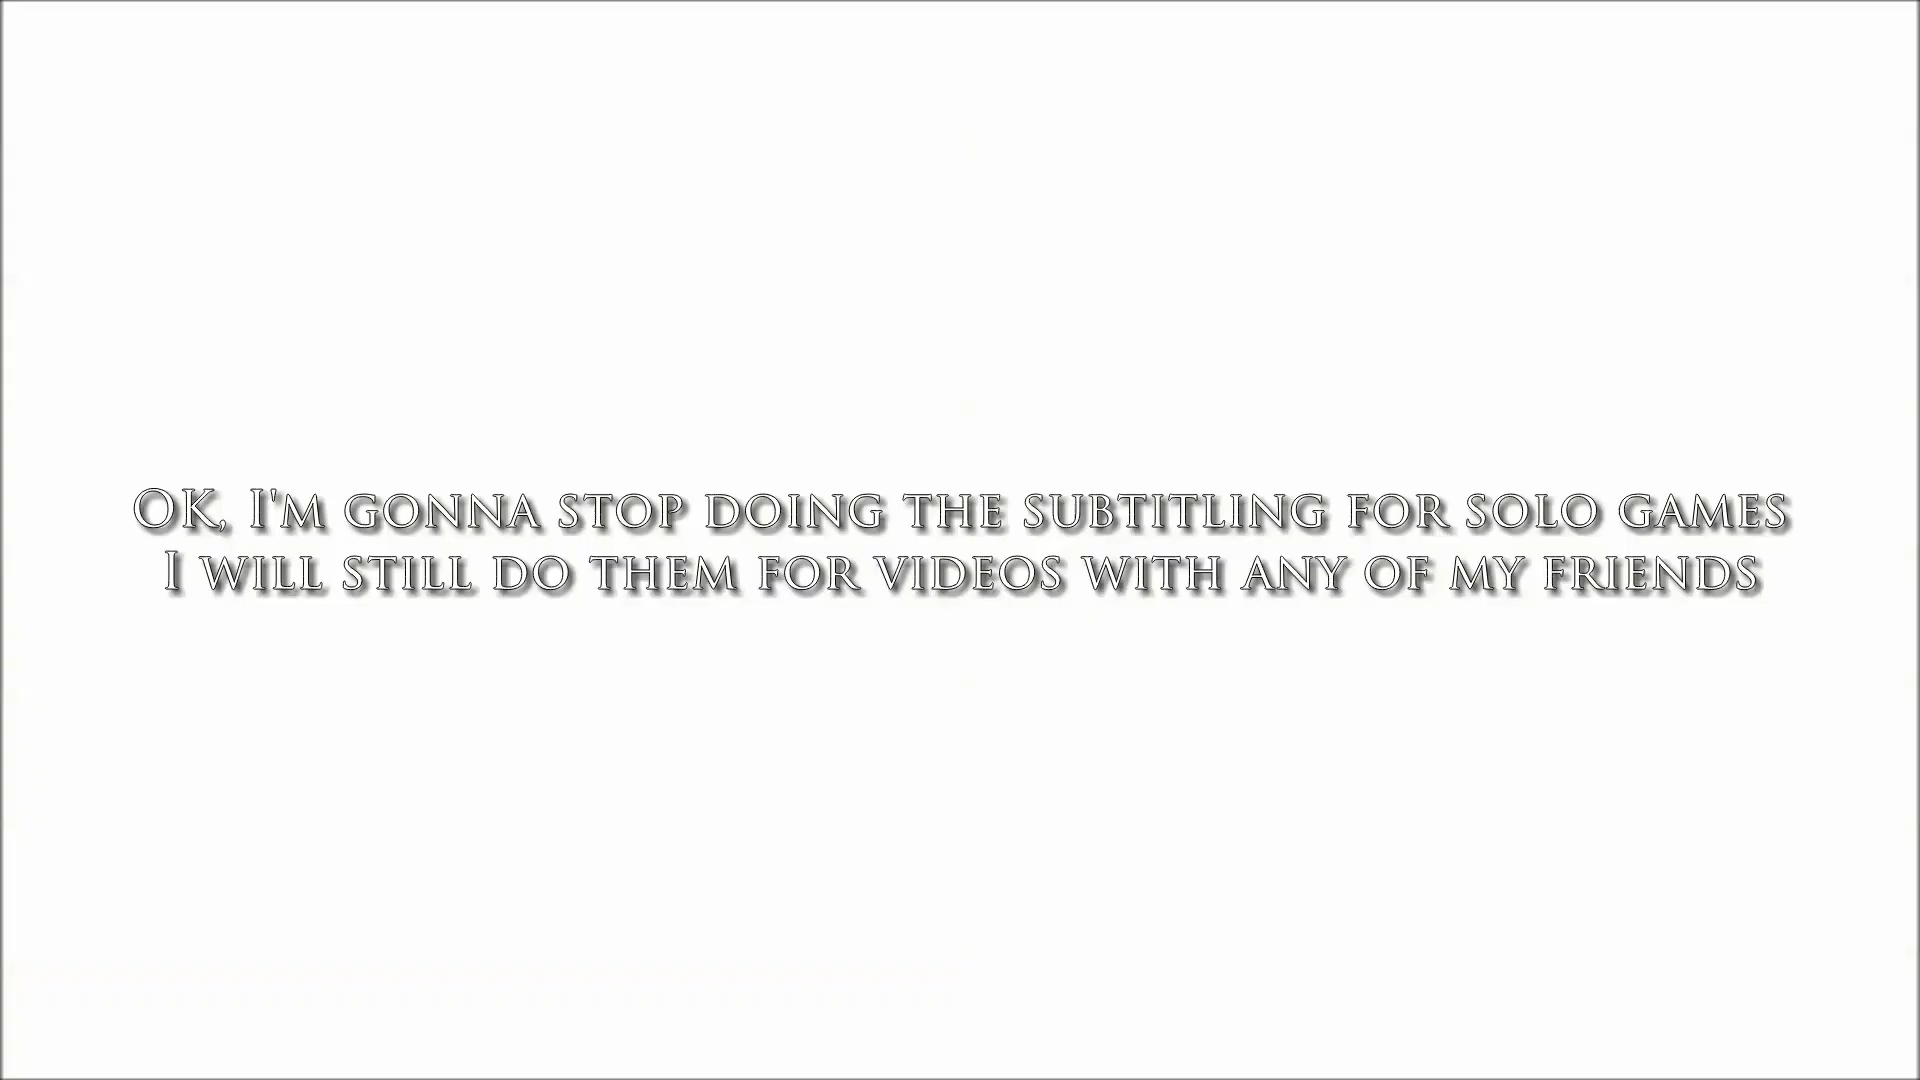 OK, I'm gonna stop doing the subtitling for solo games
I will still do them for videos with any of my friends